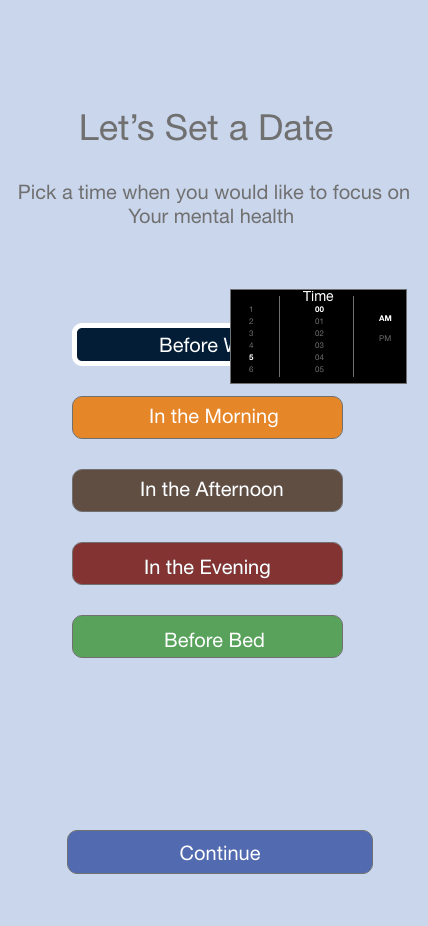 Let’s Set a Date
Pick a time when you would like to focus on
Your mental health
Time
1 00
2 01 AM
3 02
4 03 PM
5 04
6 05
Before
In the Morning
In the Afternoon
In the Evening
Before Bed
Continue